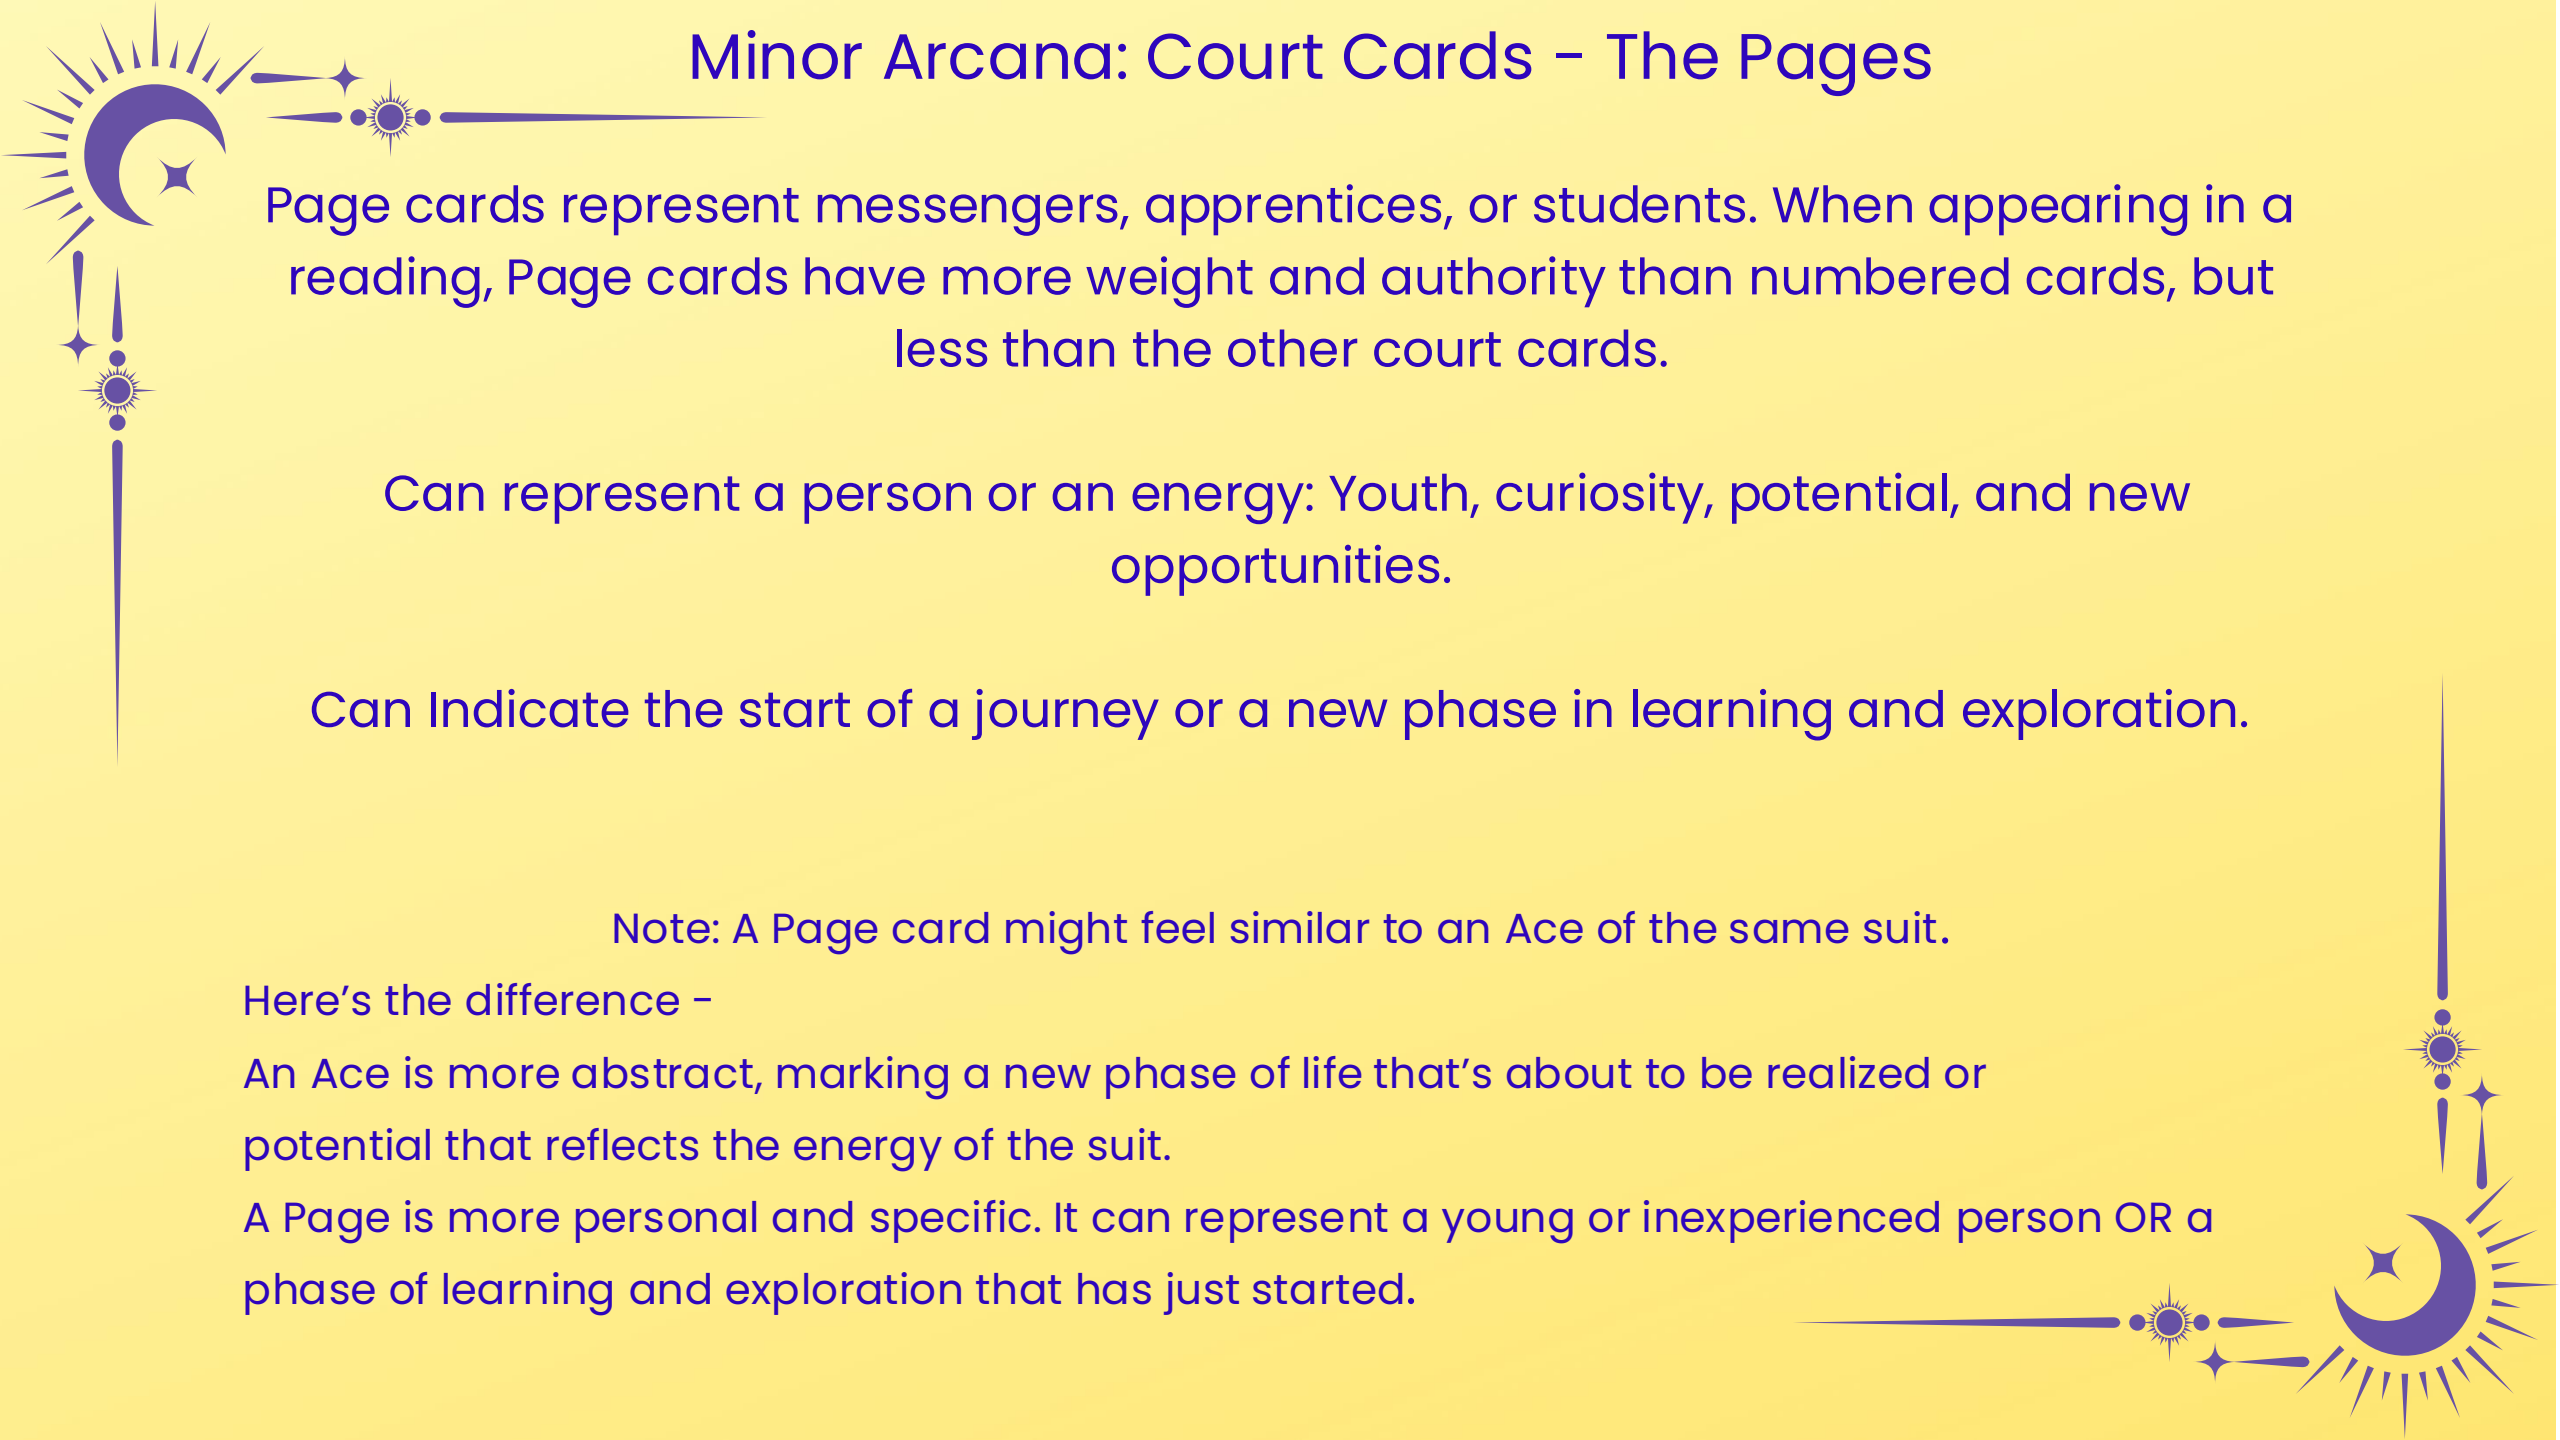 Minor Arcana: Court Cards - The Pages
Page cards represent messengers, apprentices, or students. When appearing in a
reading, Page cards have more weight and authority than numbered cards, but
less than the other court cards.
Can represent a person or an energy: Youth, curiosity, potential, and new
opportunities.
Can Indicate the start of a journey or a new phase in learning and exploration.
Note: A Page card might feel similar to an Ace of the same suit.
Here’s the difference -
An Ace is more abstract, marking a new phase of life that’s about to be realized or
potential that reflects the energy of the suit.
A Page is more personal and specific. It can represent a young or inexperienced person OR a
phase of learning and exploration that has just started.